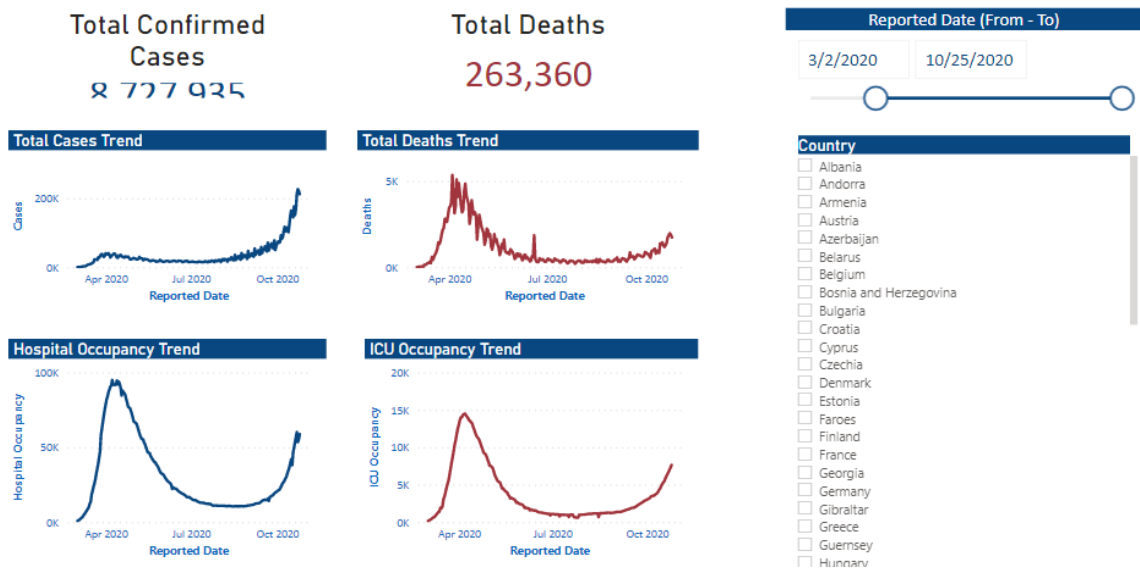 Total Confirmed
Cases
8,727,935
Total Deaths
263,360
Reported Date (From - To)
3/2/2020
10/25/2020
Total Cases Trend
Cases
200K
0K
Apr 2020
Jul 2020
Oct 2020
Reported Date
Total Deaths Trend
Deaths
5K
0K
Apr 2020
Jul 2020
Oct 2020
Reported Date
Hospital Occupancy Trend
Hospital Occupancy
100K
50K
0K
Apr 2020
Jul 2020
Oct 2020
Reported Date
ICU Occupancy Trend
ICU Occupancy
20K
15K
10K
5K
0K
Apr 2020
Jul 2020
Oct 2020
Reported Date
Country
Albania
Andorra
Armenia
Austria
Azerbaijan
Belarus
Belgium
Bosnia and Herzegovina
Bulgaria
Croatia
Cyprus
Czechia
Denmark
Estonia
Faroes
Finland
France
Georgia
Germany
Gibraltar
Greece
Guernsey
Hungary